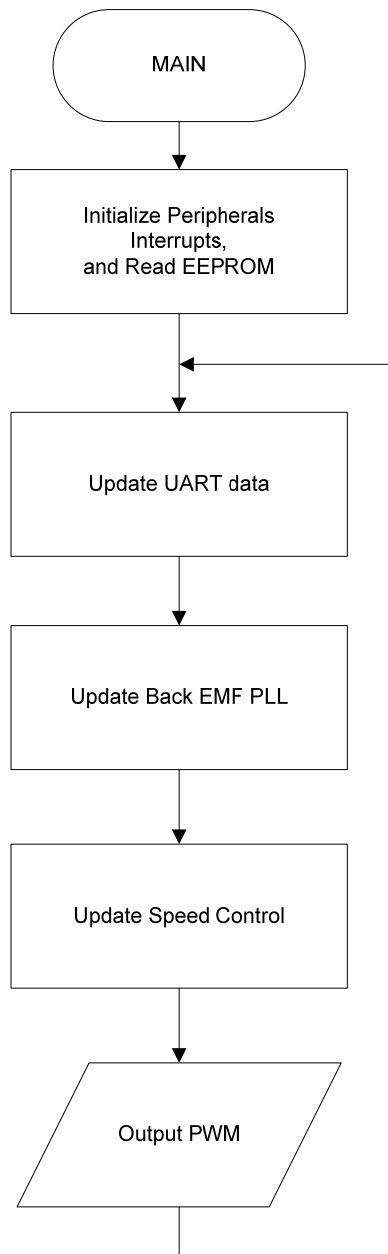 MAIN
Initialize Peripherals
Interrupts,
and Read EEPROM
Update UART data
Update Back EMF PLL
Update Speed Control
Output PWM